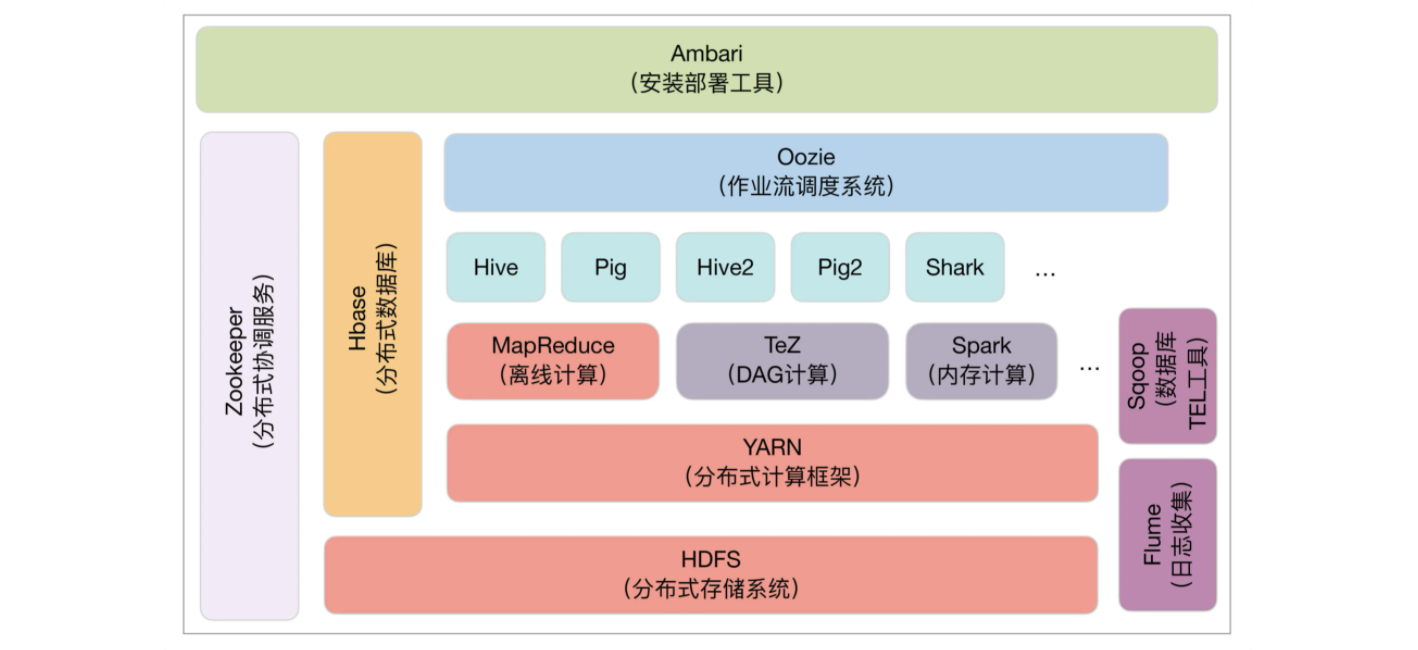 Ambari
（安装部署工具）
Zookeeper
（分布式协调服务）
Hbase
（分布式数据库）
Oozie
（作业流调度系统）
Hive
Pig
Hive2
Pig2
Shark
...
MapReduce
（离线计算）
TeZ
（DAG计算）
Spark
（内存计算）
...
Sqoop
（数据库
TEL工具）
YARN
（分布式计算框架）
Flume
（日志收集）
HDFS
（分布式存储系统）